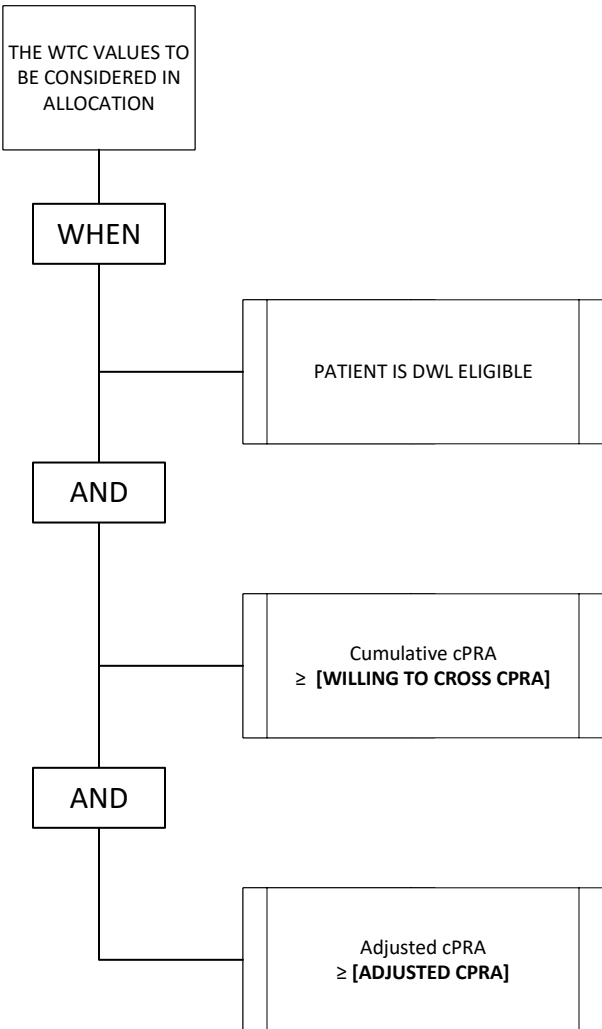 THE WTC VALUES TO
BE CONSIDERED IN
ALLOCATION
WHEN
PATIENT IS DWL ELIGIBLE
AND
Cumulative cPRA
≥ [WILLING TO CROSS CPRA]
AND
Adjusted cPRA
≥ [ADJUSTED CPRA]